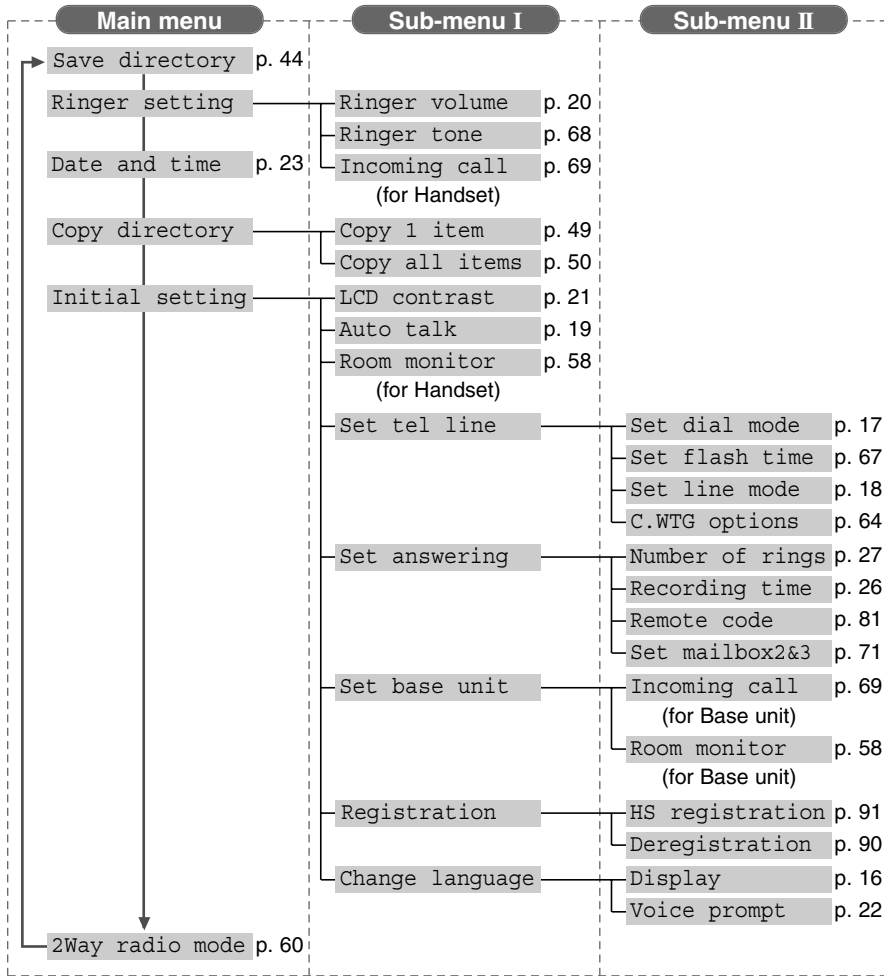 Main menu Sub-menu I Sub-menu II
Save directory p. 44
Ringer setting Ringer volume p. 20
Ringer tone p. 68
Date and time p. 23 Incoming call p. 69
(for Handset)
Copy directory Copy 1 item p. 49
Copy all items p. 50
Initial setting LCD contrast p. 21
Auto talk p. 19
Room monitor p. 58
(for Handset)
Set tel line Set dial mode p. 17
Set flash time p. 67
Set line mode p. 18
C.WTG options p. 64
Set answering Number of rings p. 27
Recording time p. 26
Remote code p. 81
Set mailbox2&3 p. 71
Set base unit Incoming call p. 69
(for Base unit)
Room monitor p. 58
(for Base unit)
Registration HS registration p. 91
Deregistration p. 90
Change language Display p. 16
Voice prompt p. 22
2Way radio mode p. 60